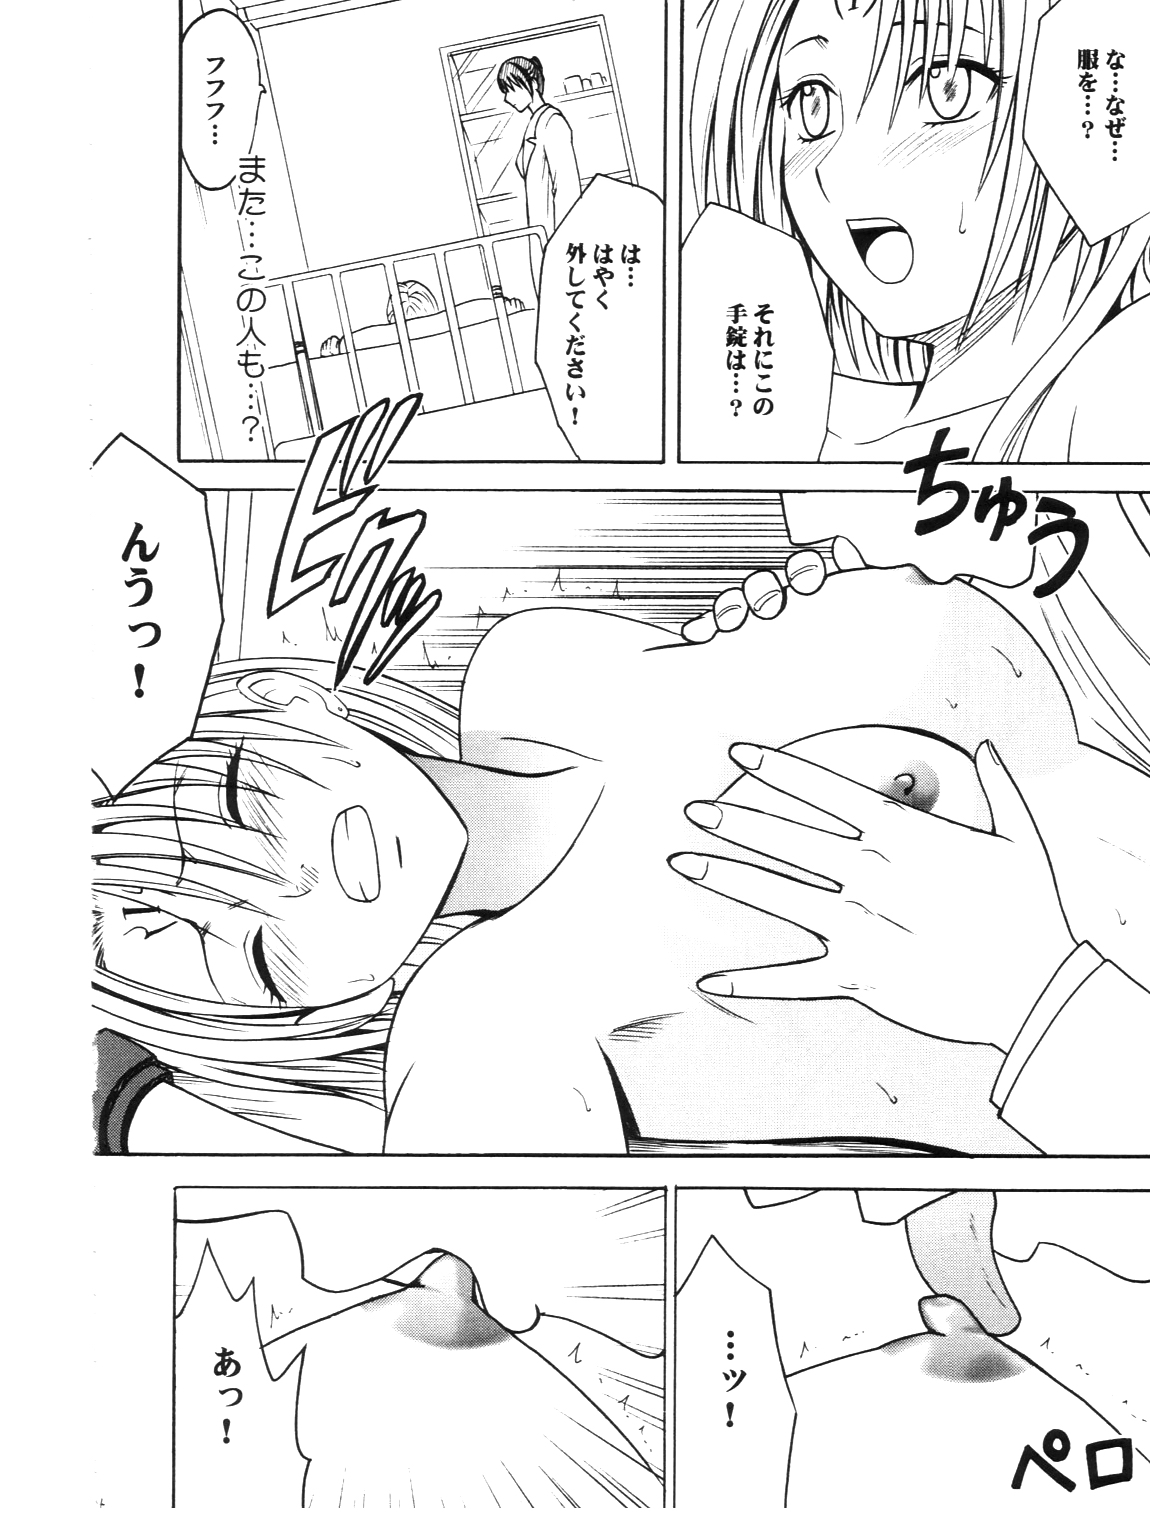 な…なぜ…
服を…？
それにこの
手錠は…？
は…
はやく
外してください！
フフフ…
また…この人も…？
ちゅう
ビクッ
んうっ！
…ッ！
ペロ
あっ！